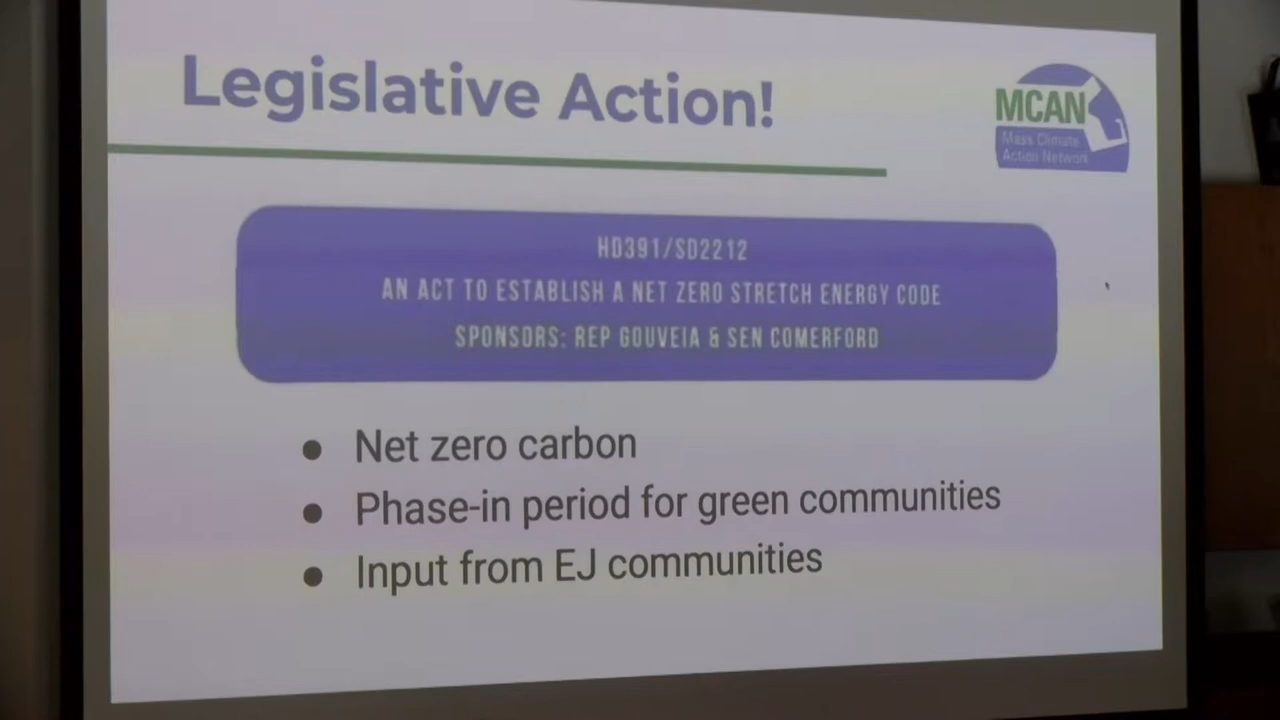 Legislative Action!
MCAN
Mass Climate
Action Network
HD391/SD2212
AN ACT TO ESTABLISH A NET ZERO STRETCH ENERGY CODE
SPONSORS: REP GOUVEIA & SEN COMERFORD
● Net zero carbon
● Phase-in period for green communities
● Input from EJ communities